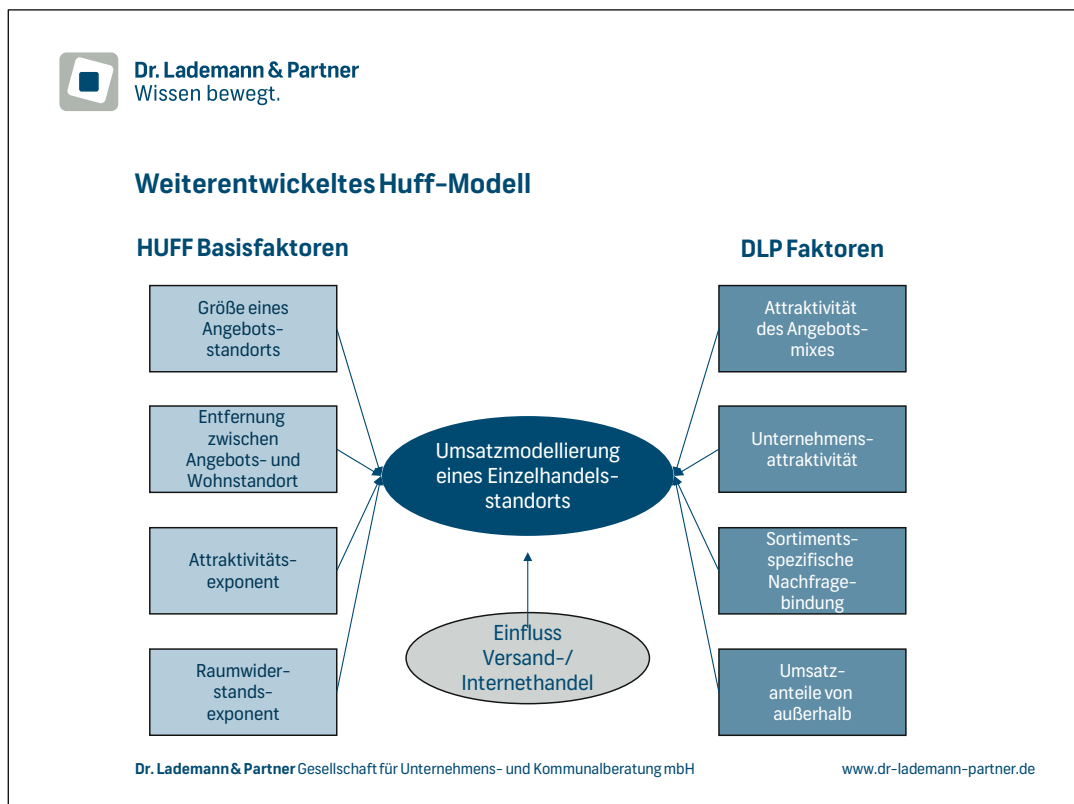 Dr. Lademann & Partner
Wissen bewegt.
Weiterentwickeltes Huff-Modell
HUFF Basisfaktoren
DLP Faktoren
Größe eines
Angebots-
standorts
Entfernung
zwischen
Angebots- und
Wohnstandort
Attraktivitäts-
exponent
Raumwider-
stands-
exponent
Umsatzmodellierung
eines Einzelhandels-
standorts
Einfluss
Versand-/
Internethandel
Attraktivität
des Angebots-
mixes
Unternehmens-
attraktivität
Sortiments-
spezifische
Nachfrage-
bindung
Umsatz-
anteile von
außerhalb
Dr. Lademann & Partner Gesellschaft für Unternehmens- und Kommunalberatung mbH
www.dr-lademann-partner.de